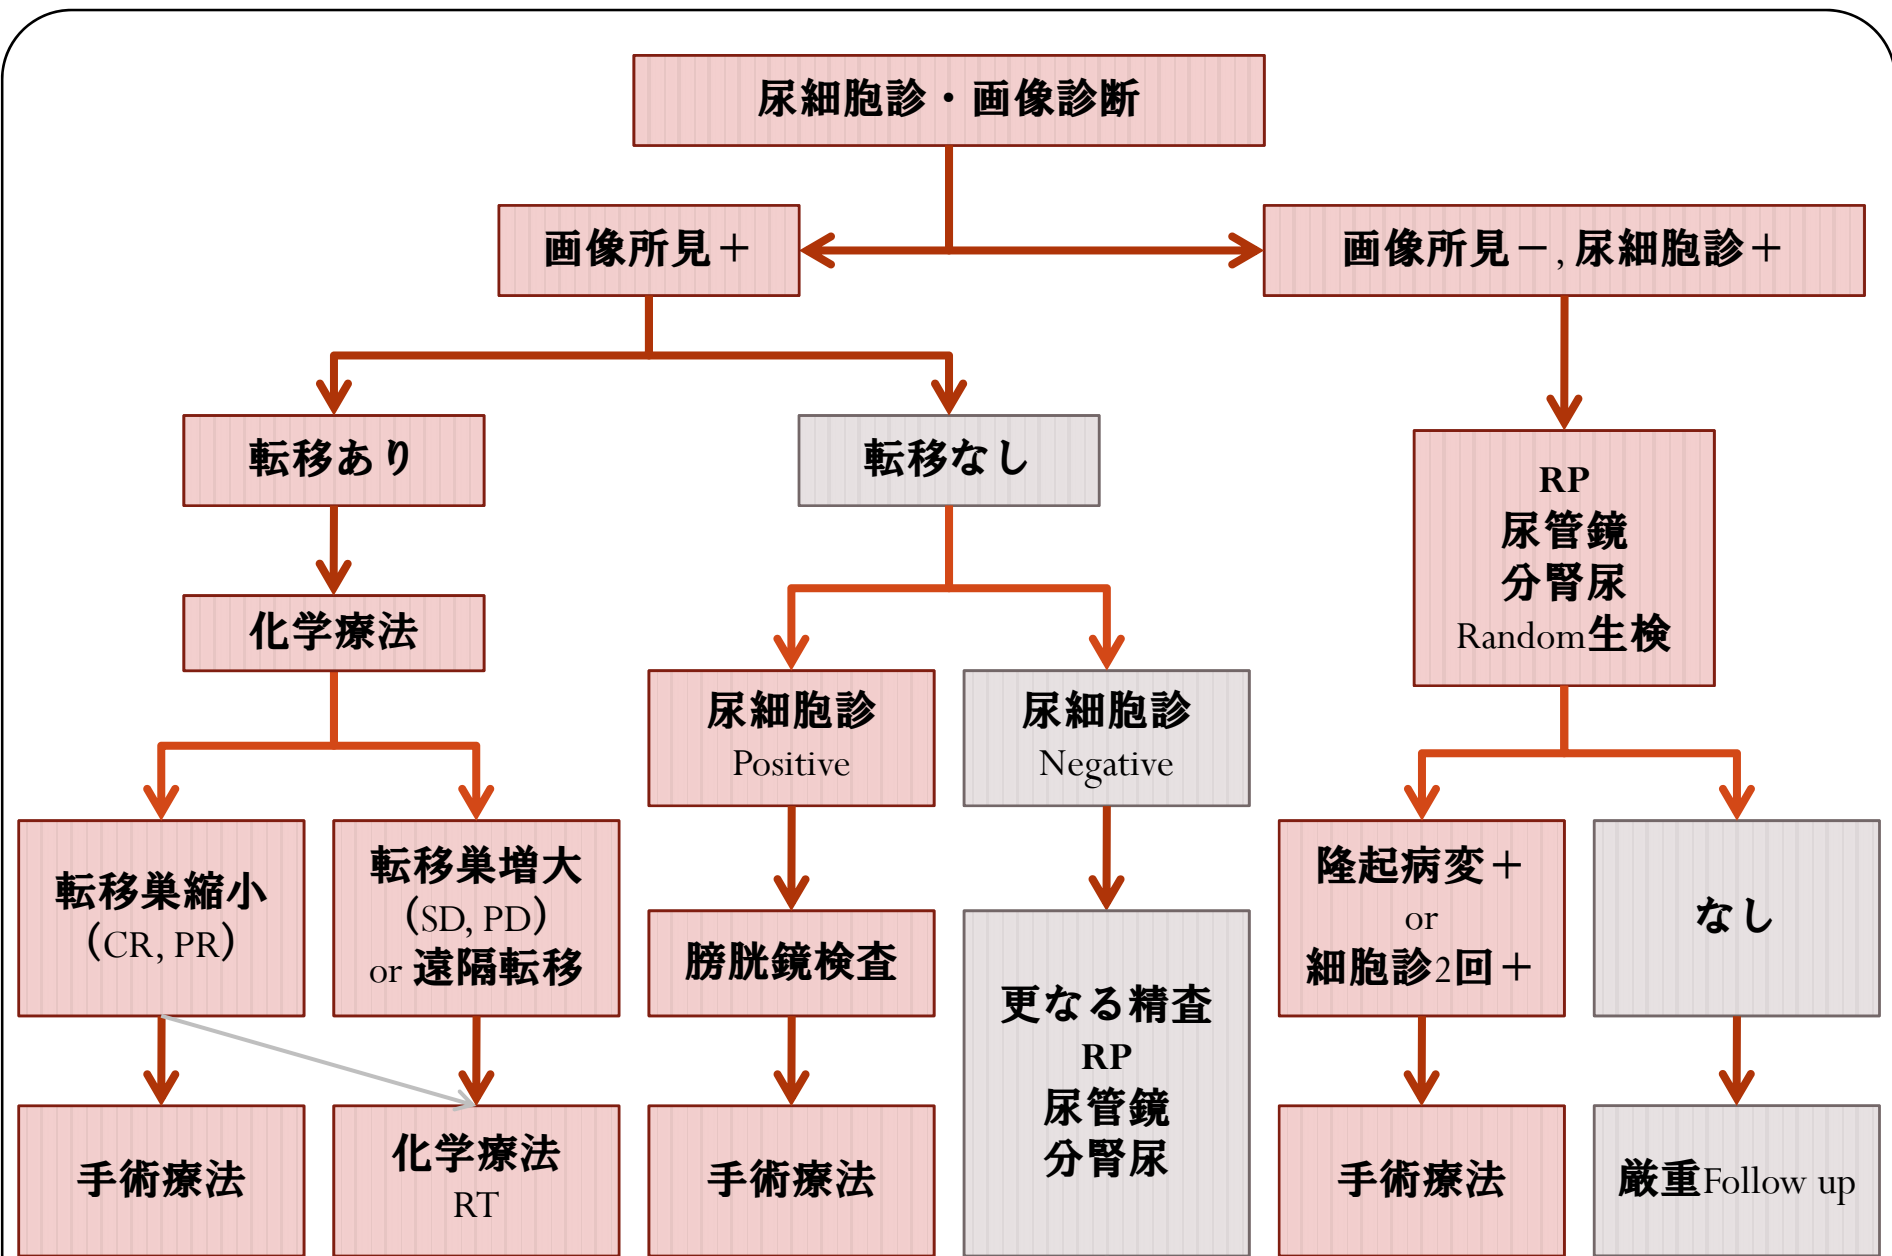 尿細胞診・画像診断
画像所見＋
画像所見－, 尿細胞診＋
転移あり
転移なし
RP
尿管鏡
分腎尿
Random生検
化学療法
尿細胞診
Positive
尿細胞診
Negative
転移巣縮小
（CR, PR）
転移巣増大
（SD, PD）
or 遠隔転移
膀胱鏡検査
更なる精査
RP
尿管鏡
分腎尿
隆起病変＋
or
細胞診2回＋
なし
手術療法
化学療法
RT
手術療法
手術療法
厳重Follow up